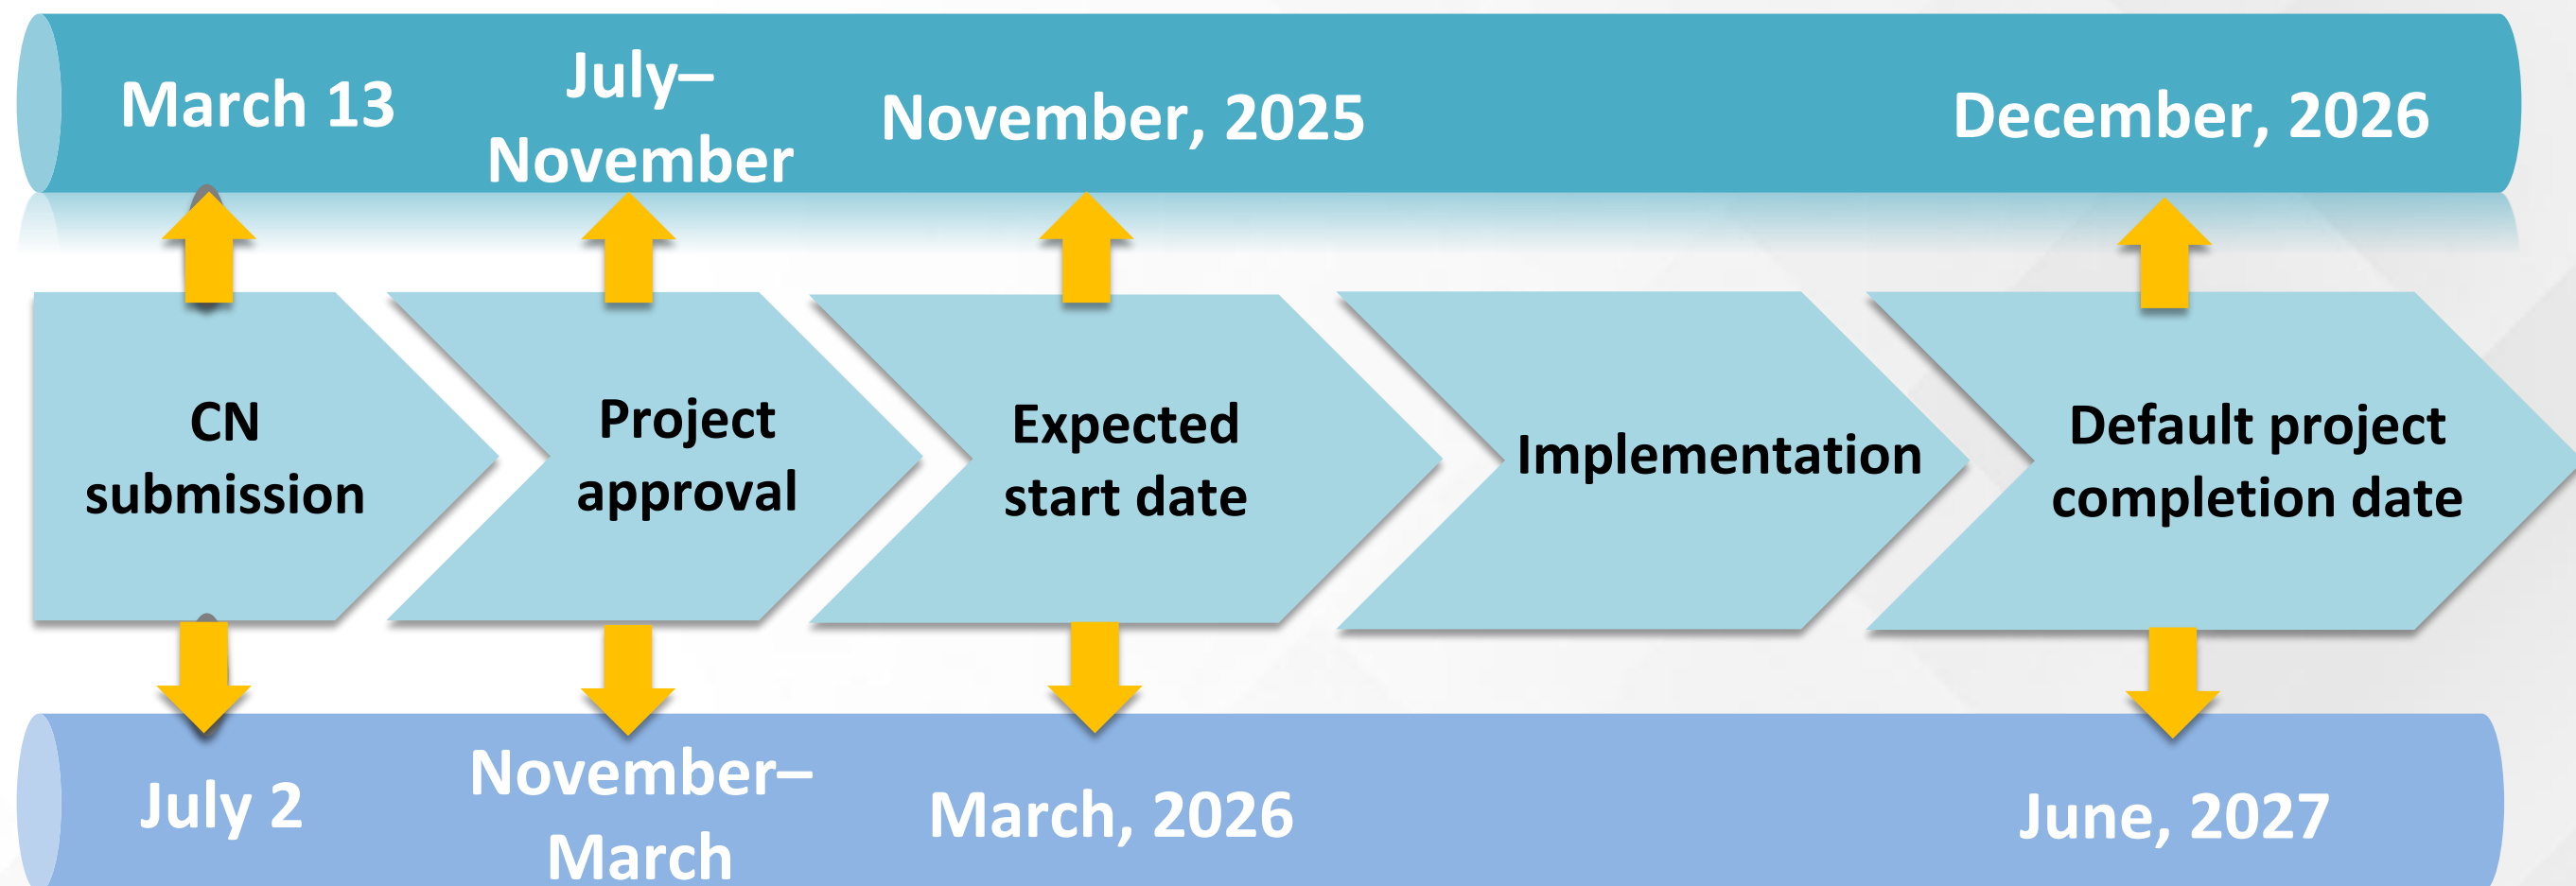 March 13
July–
November
November, 2025
December, 2026
CN
submission
Project
approval
Expected
start date
Implementation
Default project
completion date
July 2
November–
March
March, 2026
June, 2027